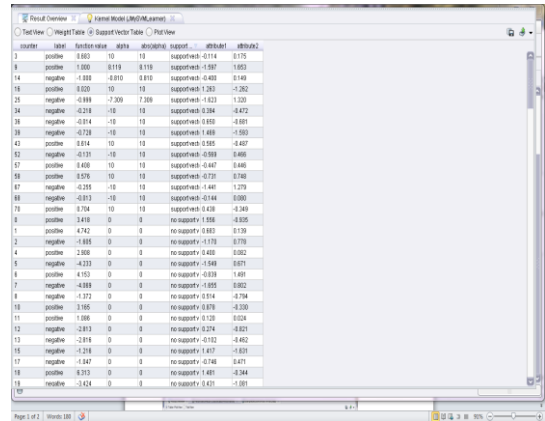 Result Overview Kernel Model (JMySVMLearner)
Text View Weight Table Support Vector Table Plot View
counter label function value alpha abs(alpha) support ... attribute1 attribute2
3 positive 0.683 10 10 support vect -0.114 0.175
9 positive 1.000 0.119 0.119 support vect -1.597 1.653
14 negative -1.000 -0.810 0.810 support vect -0.400 0.149
16 positive 0.820 10 10 support vect 1.263 -1.262
25 negative -0.999 -7.309 7.309 support vect -1.623 1.320
34 negative -0.218 -10 10 support vect 0.394 -0.472
36 negative -0.014 -10 10 support vect 0.650 -0.681
39 negative -0.728 -10 10 support vect 1.469 -1.593
43 positive 0.614 10 10 support vect 0.565 -0.487
52 negative -0.131 -10 10 support vect -0.569 0.466
57 positive 0.408 10 10 support vect -0.447 0.446
58 positive 0.576 10 10 support vect -0.731 0.748
67 negative -0.255 -10 10 support vect -1.441 1.279
69 negative -0.013 -10 10 support vect -0.144 0.080
70 positive 0.704 10 10 support vect 0.436 -0.349
0 positive 3.418 0 0 no support v 1.556 -0.935
1 positive 4.742 0 0 no support v 0.683 0.139
2 negative -1.885 0 0 no support v -1.170 0.770
4 positive 2.908 0 0 no support v 0.480 0.082
5 negative -4.233 0 0 no support v -1.549 0.671
6 positive 4.153 0 0 no support v -0.839 1.491
7 negative -4.069 0 0 no support v -1.655 0.802
8 negative -1.372 0 0 no support v 0.514 -0.784
10 positive 3.165 0 0 no support v 0.876 -0.330
11 positive 1.086 0 0 no support v 0.120 0.024
12 negative -2.813 0 0 no support v 0.274 -0.821
13 negative -2.816 0 0 no support v -0.102 -0.462
15 negative -1.218 0 0 no support v 1.417 -1.631
17 negative -1.047 0 0 no support v -0.746 0.471
18 positive 6.313 0 0 no support v 1.481 -0.344
19 negative -3.424 0 0 no support v 0.431 -1.081
Page: 1 of 2 Words: 188 90%